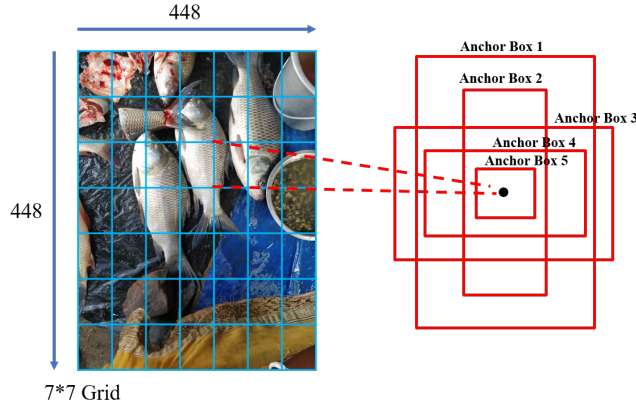 448
Anchor Box 1
Anchor Box 2
Anchor Box 3
Anchor Box 4
Anchor Box 5
448
7*7 Grid